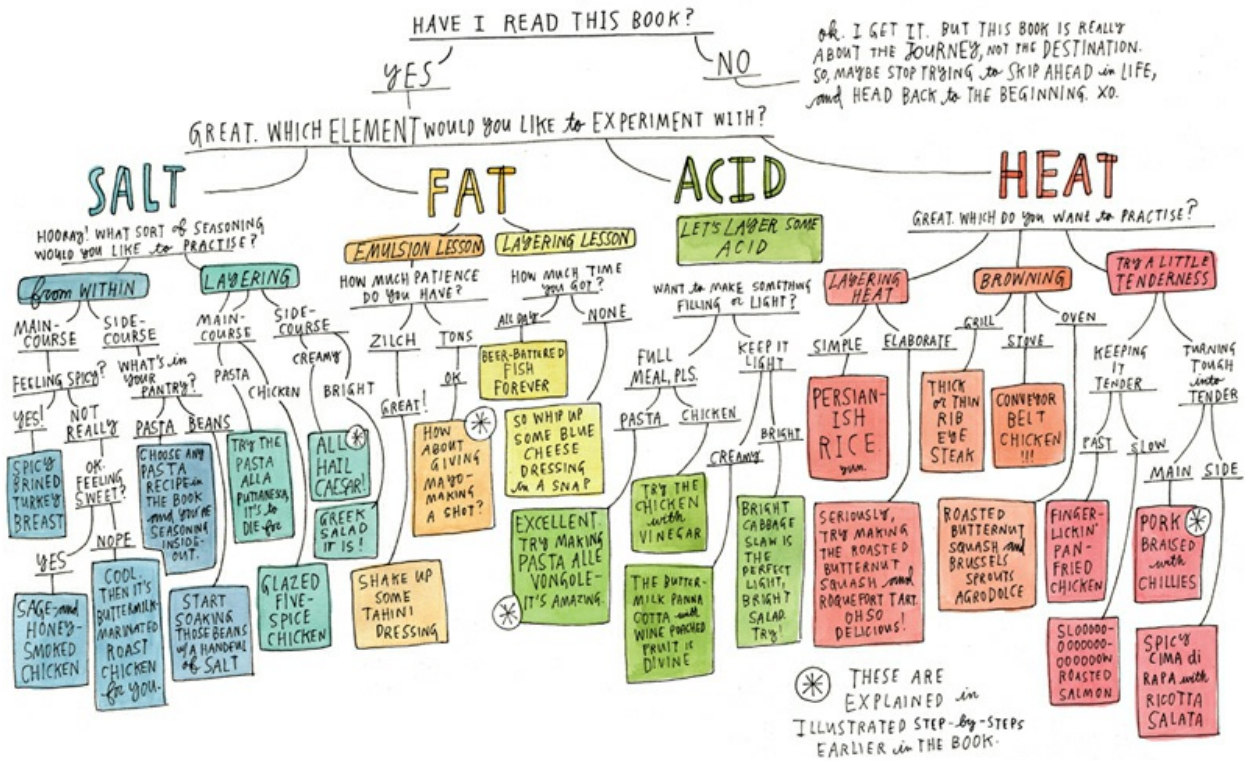 HAVE I READ THIS BOOK?
YES
NO
ok. I GET IT. BUT THIS BOOK IS REALLY
ABOUT THE JOURNEY, NOT THE DESTINATION.
SO, MAYBE STOP TRYING to SKIP AHEAD in LIFE,
and HEAD BACK to THE BEGINNING. XO.
GREAT. WHICH ELEMENT WOULD YOU LIKE to EXPERIMENT WITH?
SALT
HOORAY! WHAT SORT of SEASONING
WOULD YOU LIKE to PRACTISE?
from WITHIN
MAIN-
COURSE
FEELING SPICY?
YES!
SPICY
BRINED
TURKEY
BREAST
NOT
REALLY
OK.
FEELING
SWEET?
YES
SAGE-and
HONEY-
SMOKED
CHICKEN
NOPE
COOL.
THEN IT'S
BUTTERMILK-
MARINATED
ROAST
CHICKEN
for YOU.
SIDE-
COURSE
WHAT'S in
YOUR
PANTRY?
PASTA
CHOOSE ANY
PASTA
RECIPE in
THE BOOK
and YOU'RE
SEASONING
INSIDE-
OUT.
BEANS
START
SOAKING
THOSE BEANS
w/ A HANDFUL
of SALT
LAYERING
MAIN-
COURSE
PASTA
TRY THE
PASTA
ALLA
PUTTANESCA,
IT'S to
DIE for
CHICKEN
GLAZED
FIVE-
SPICE
CHICKEN
SIDE-
COURSE
CREAMY
ALL
HAIL
CAESAR!
BRIGHT
GREEK
SALAD
IT IS!
FAT
EMULSION LESSON
HOW MUCH PATIENCE
DO YOU HAVE?
ZILCH
GREAT!
SHAKE UP
SOME
TAHINI
DRESSING
TONS
OK
HOW
ABOUT
GIVING
MAYO-
MAKING
A SHOT?
LAYERING LESSON
HOW MUCH TIME
YOU GOT?
ALL DAY
BEER-BATTERED
FISH
FOREVER
NONE
SO WHIP UP
SOME BLUE
CHEESE
DRESSING
in A SNAP
ACID
LET'S LAYER SOME
ACID
WANT to MAKE SOMETHING
FILLING or LIGHT?
FULL
MEAL, PLS.
PASTA
EXCELLENT.
TRY MAKING
PASTA ALLE
VONGOLE-
IT'S AMAZING.
CHICKEN
TRY THE
CHICKEN
with
VINEGAR
KEEP IT
LIGHT
CREAMY
THE BUTTER-
MILK PANNA
COTTA with
WINE POACHED
FRUIT is
DIVINE
BRIGHT
BRIGHT
CABBAGE
SLAW IS
THE
PERFECT
LIGHT,
BRIGHT
SALAD.
TRY!
HEAT
GREAT. WHICH DO YOU WANT to PRACTISE?
LAYERING
HEAT
SIMPLE
PERSIAN-
ISH
RICE
yum.
ELABORATE
SERIOUSLY,
TRY MAKING
THE ROASTED
BUTTERNUT
SQUASH and
ROQUEFORT TART.
OH SO
DELICIOUS!
BROWNING
GRILL
THICK
or THIN
RIB
EYE
STEAK
STOVE
CONVEYOR
BELT
CHICKEN
!!!
OVEN
ROASTED
BUTTERNUT
SQUASH and
BRUSSELS
SPROUTS
AGRODOLCE
TRY A LITTLE
TENDERNESS
KEEPING
IT
TENDER
FAST
FINGER-
LICKIN'
PAN-
FRIED
CHICKEN
SLOW
SLOOOOO-
OOOOOOO-
OOOOOOW
ROASTED
SALMON
TURNING
TOUGH
into
TENDER
MAIN
PORK
BRAISED
with
CHILLIES
SIDE
SPICY
CIMA di
RAPA with
RICOTTA
SALATA
THESE ARE
EXPLAINED in
ILLUSTRATED STEP-by-STEPS
EARLIER in THE BOOK.